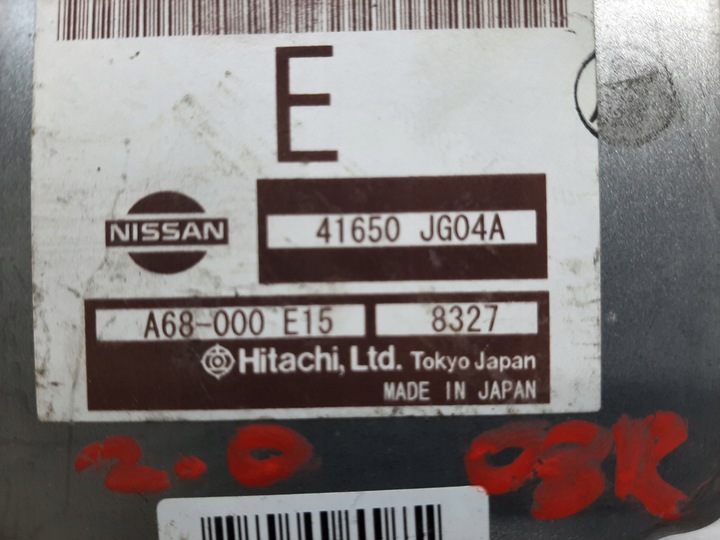 E
NISSAN
41650 JG04A
A68-000 E15
8327
Hitachi, Ltd. Tokyo Japan
MADE IN JAPAN
2.0 08R